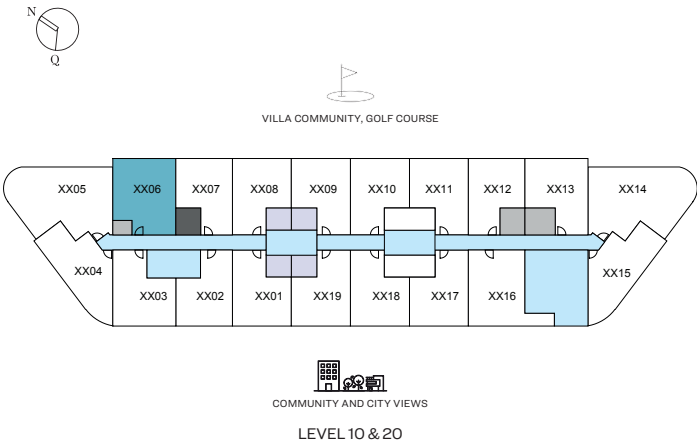 N
Q
VILLA COMMUNITY, GOLF COURSE
XX05
XX06
XX07
XX08
XX09
XX10
XX11
XX12
XX13
XX14
XX04
XX03
XX02
XX01
XX19
XX18
XX17
XX16
XX15
COMMUNITY AND CITY VIEWS
LEVEL 10 & 20